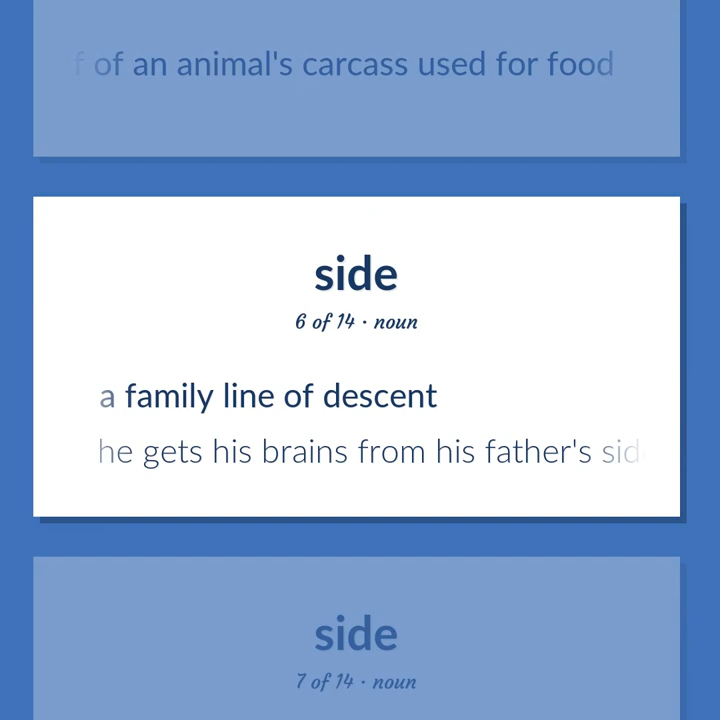 of an animal's carcass used for food
side
6 of 14 · noun
a family line of descent
he gets his brains from his father's side
side
7 of 14 · noun